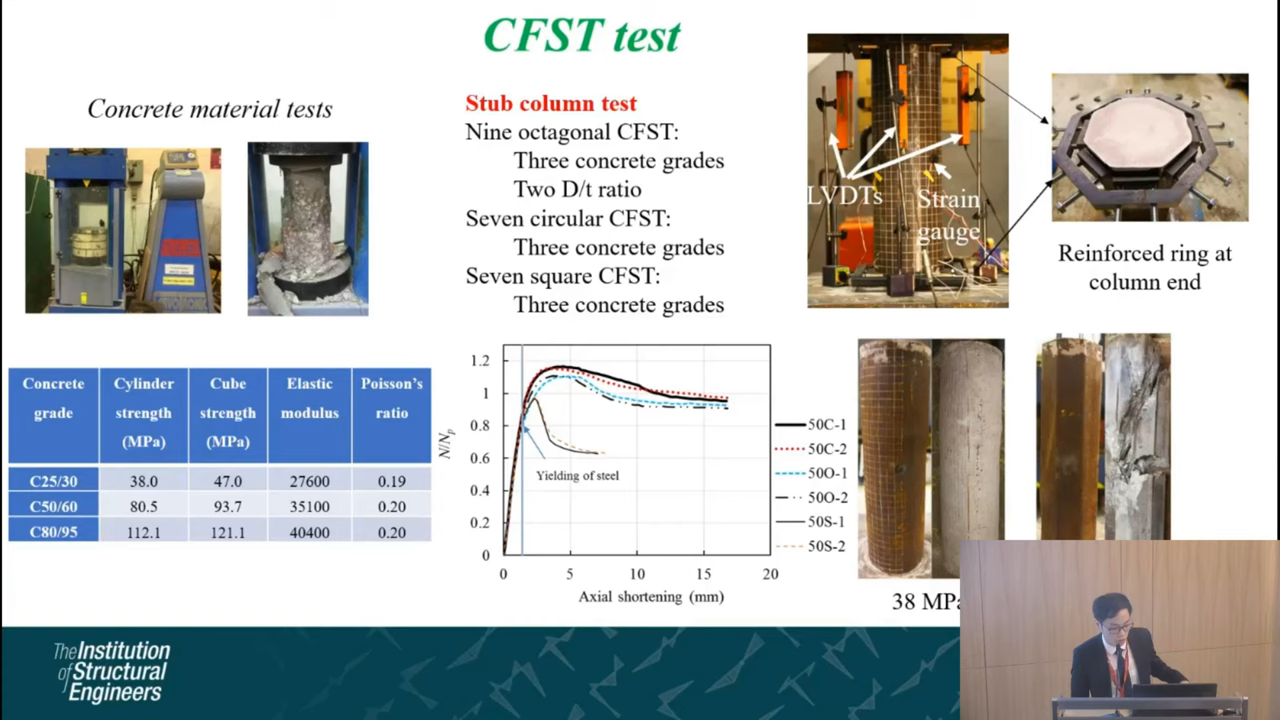 CFST test
Concrete material tests
Stub column test
Nine octagonal CFST:
Three concrete grades
Two D/t ratio
Seven circular CFST:
Three concrete grades
Seven square CFST:
Three concrete grades
LVDTs
Strain
gauge
Reinforced ring at
column end
Concrete
grade
Cylinder
strength
(MPa)
Cube
strength
(MPa)
Elastic
modulus
Poisson's
ratio
C25/30 38.0 47.0 27600 0.19
C50/60 80.5 93.7 35100 0.20
C80/95 112.1 121.1 40400 0.20
N/Np
1.2
1
0.8
0.6
0.4
0.2
0
0 5 10 15 20
Axial shortening (mm)
Yielding of steel
50C-1
50C-2
50O-1
50O-2
50S-1
50S-2
38 MPa
The Institution
of Structural
Engineers